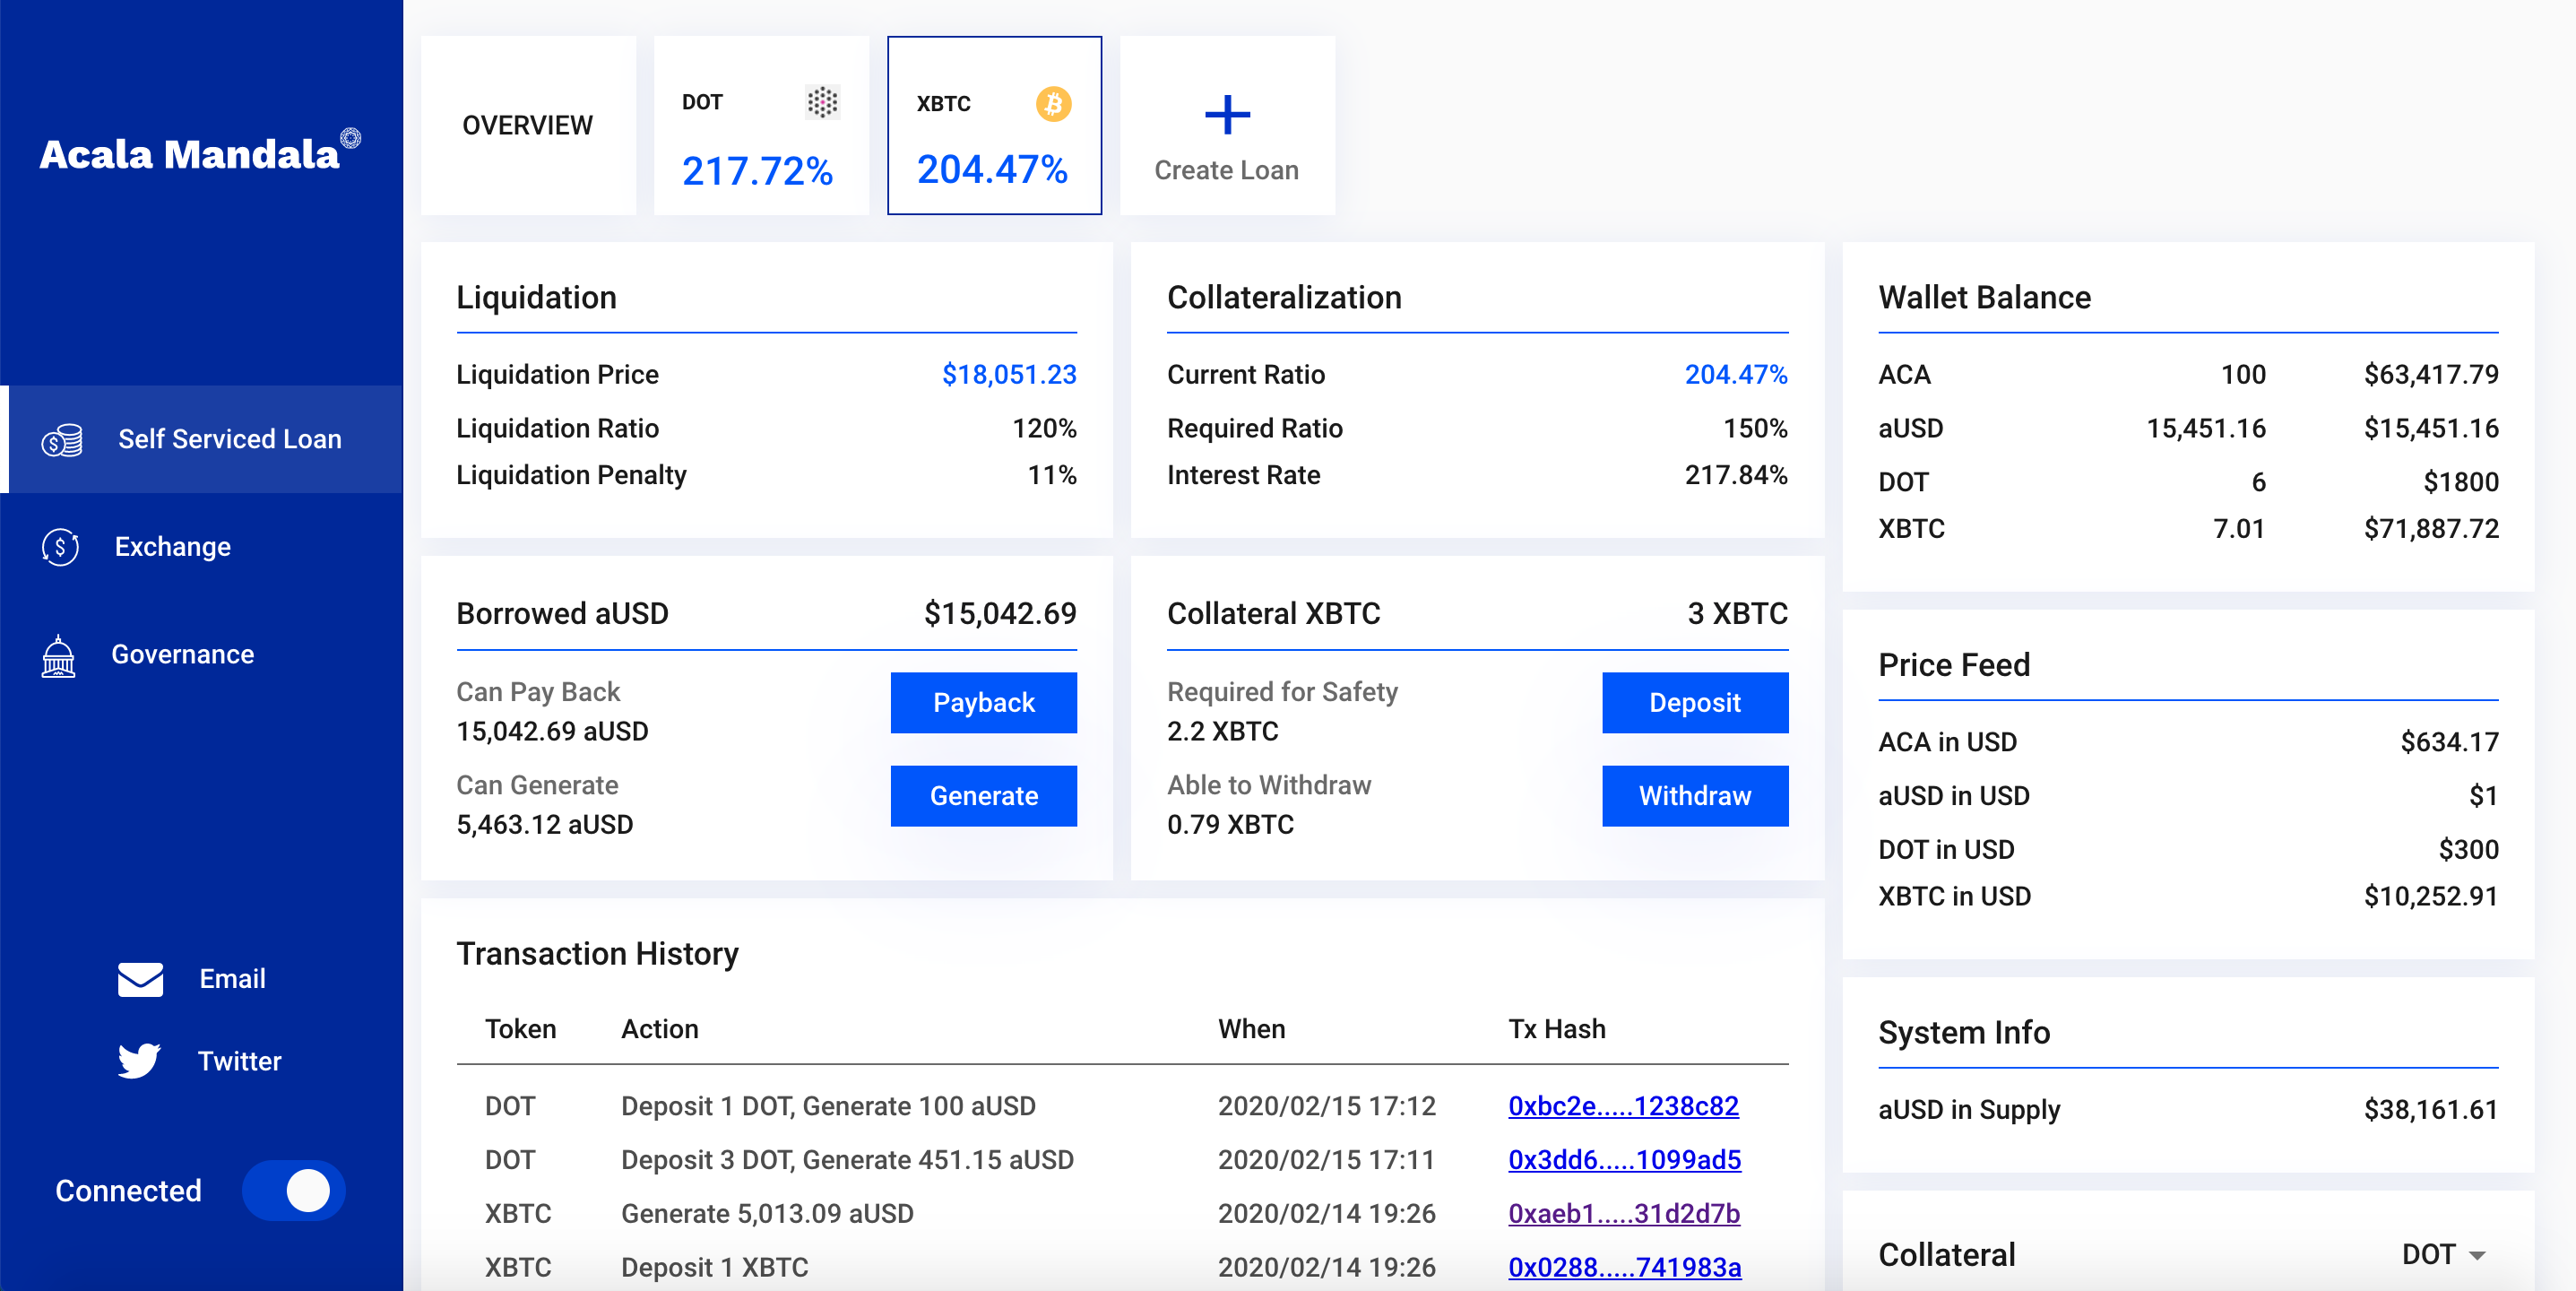 Acala Mandala
Self Serviced Loan
Exchange
Governance
Email
Twitter
Connected
OVERVIEW
DOT
217.72%
XBTC
204.47%
Create Loan
Liquidation
Liquidation Price $18,051.23
Liquidation Ratio 120%
Liquidation Penalty 11%
Collateralization
Current Ratio 204.47%
Required Ratio 150%
Interest Rate 217.84%
Borrowed aUSD $15,042.69
Can Pay Back
15,042.69 aUSD
Payback
Can Generate
5,463.12 aUSD
Generate
Collateral XBTC 3 XBTC
Required for Safety
2.2 XBTC
Deposit
Able to Withdraw
0.79 XBTC
Withdraw
Transaction History
Token Action When Tx Hash
DOT Deposit 1 DOT, Generate 100 aUSD 2020/02/15 17:12 0xbc2e.....1238c82
DOT Deposit 3 DOT, Generate 451.15 aUSD 2020/02/15 17:11 0x3dd6.....1099ad5
XBTC Generate 5,013.09 aUSD 2020/02/14 19:26 0xaeb1.....31d2d7b
XBTC Deposit 1 XBTC 2020/02/14 19:26 0x0288.....741983a
Wallet Balance
ACA 100 $63,417.79
aUSD 15,451.16 $15,451.16
DOT 6 $1800
XBTC 7.01 $71,887.72
Price Feed
ACA in USD $634.17
aUSD in USD $1
DOT in USD $300
XBTC in USD $10,252.91
System Info
aUSD in Supply $38,161.61
Collateral DOT